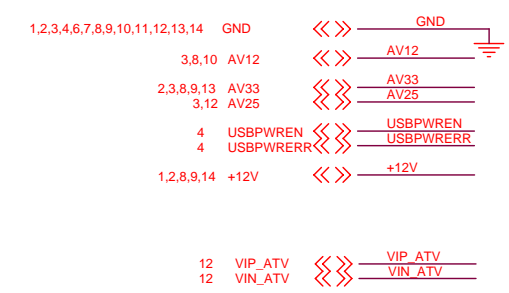 1,2,3,4,6,7,8,9,10,11,12,13,14 GND GND
3,8,10 AV12 AV12
2,3,8,9,13 AV33 AV33
3,12 AV25 AV25
4 USBPWREN USBPWREN
4 USBPWRERR USBPWRERR
1,2,8,9,14 +12V +12V
12 VIP_ATV VIP_ATV
12 VIN_ATV VIN_ATV